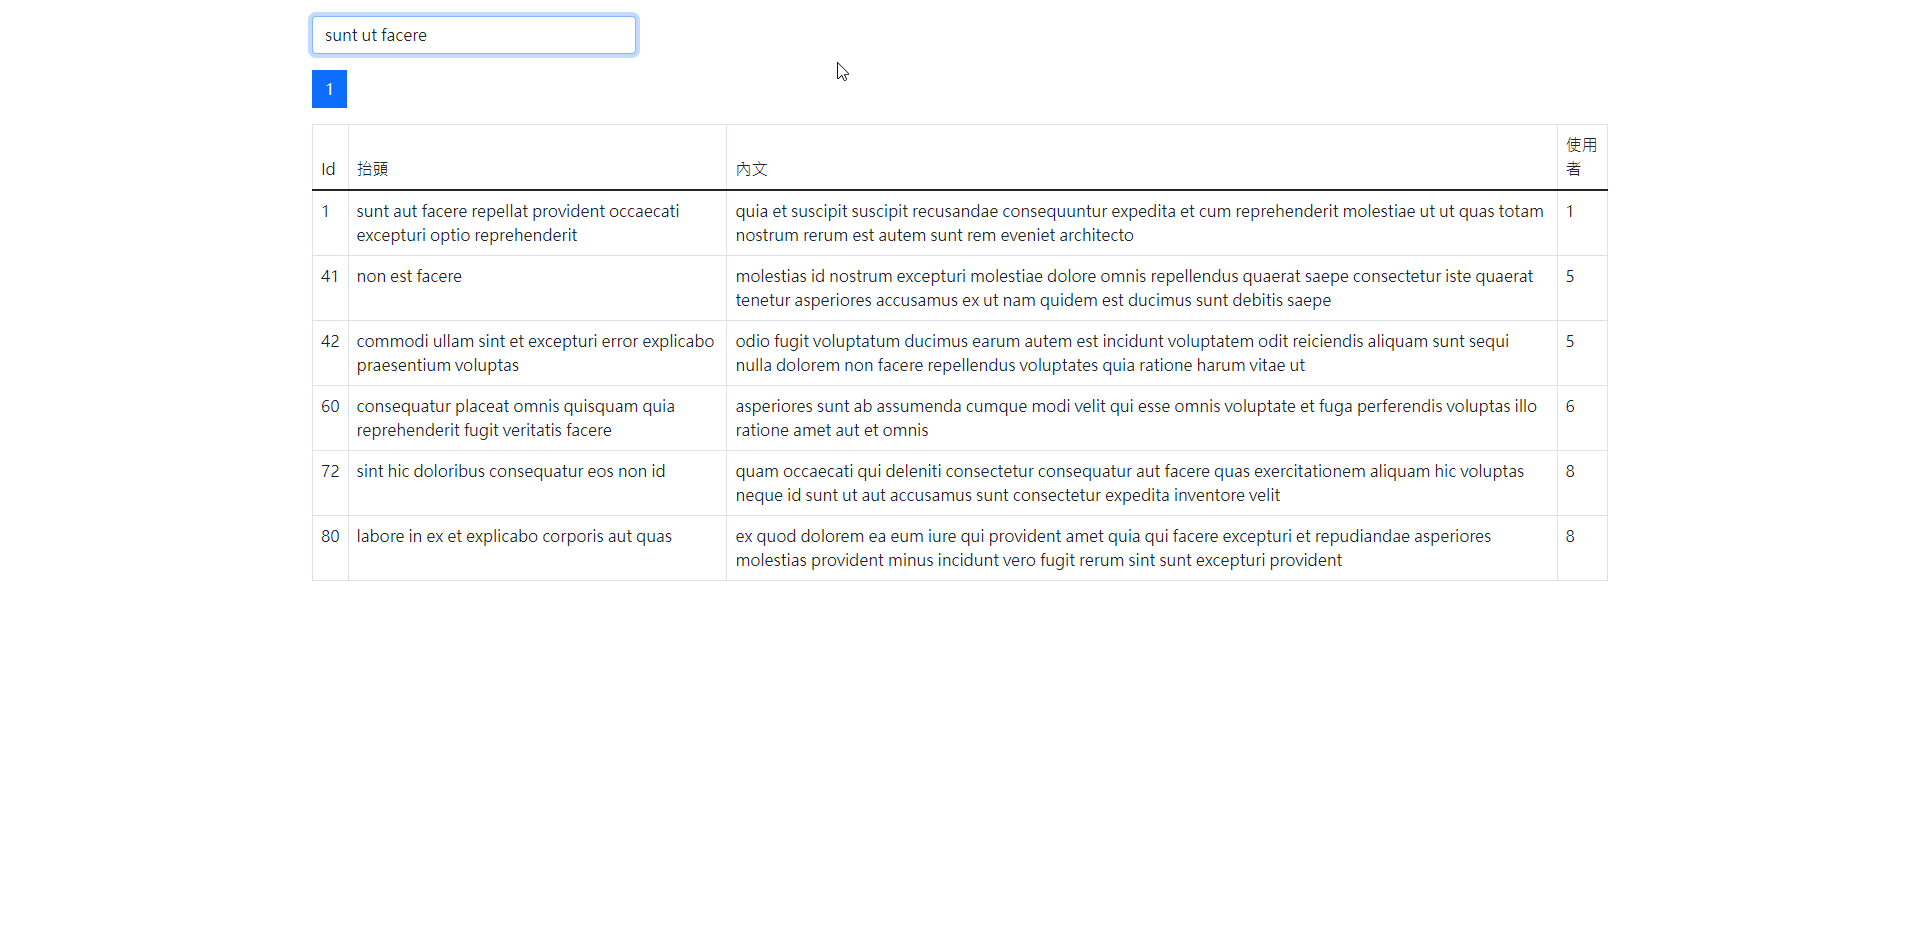 sunt ut facere
1
Id 抬頭 內文 使用
者
1 sunt aut facere repellat provident occaecati quia et suscipit suscipit recusandae consequuntur expedita et cum reprehenderit molestiae ut ut quas totam 1
excepturi optio reprehenderit nostrum rerum est autem sunt rem eveniet architecto
41 non est facere molestias id nostrum excepturi molestiae dolore omnis repellendus quaerat saepe consectetur iste quaerat 5
tenetur asperiores accusamus ex ut nam quidem est ducimus sunt debitis saepe
42 commodi ullam sint et excepturi error explicabo odio fugit voluptatum ducimus earum autem est incidunt voluptatem odit reiciendis aliquam sunt sequi 5
praesentium voluptas nulla dolorem non facere repellendus voluptates quia ratione harum vitae ut
60 consequatur placeat omnis quisquam quia asperiores sunt ab assumenda cumque modi velit qui esse omnis voluptate et fuga perferendis voluptas illo 6
reprehenderit fugit veritatis facere ratione amet aut et omnis
72 sint hic doloribus consequatur eos non id quam occaecati qui deleniti consectetur consequatur aut facere quas exercitationem aliquam hic voluptas 8
neque id sunt ut aut accusamus sunt consectetur expedita inventore velit
80 labore in ex et explicabo corporis aut quas ex quod dolorem ea eum iure qui provident amet quia qui facere excepturi et repudiandae asperiores 8
molestias provident minus incidunt vero fugit rerum sint sunt excepturi provident